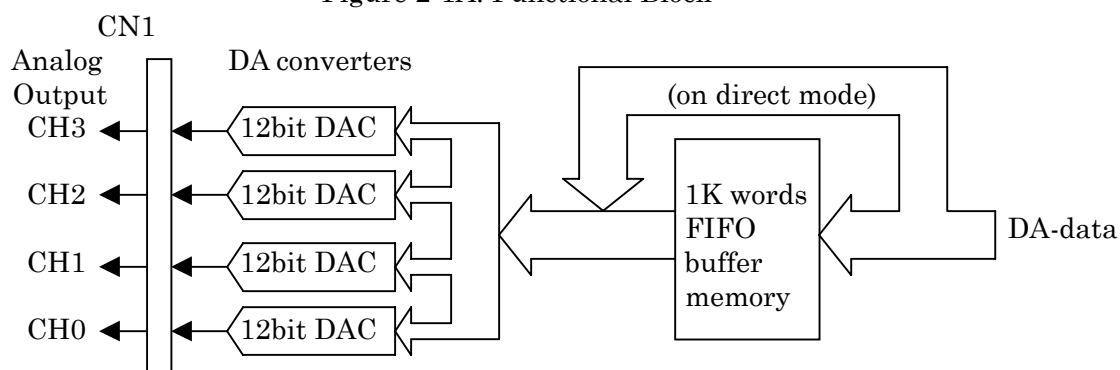 Figure 2-1A. Functional Block
CN1
Analog
Output
DA converters
(on direct mode)
CH3
12bit DAC
CH2
12bit DAC
CH1
12bit DAC
CH0
12bit DAC
1K words
FIFO
buffer
memory
DA-data